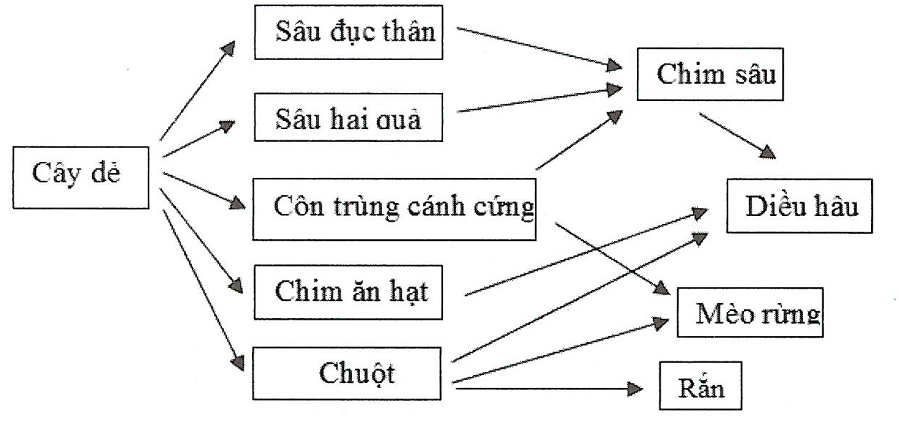 Sâu đục thân
Chim sâu
Sâu hai quả
Cây dẻ
Côn trùng cánh cứng
Diều hâu
Chim ăn hạt
Mèo rừng
Chuột
Rắn